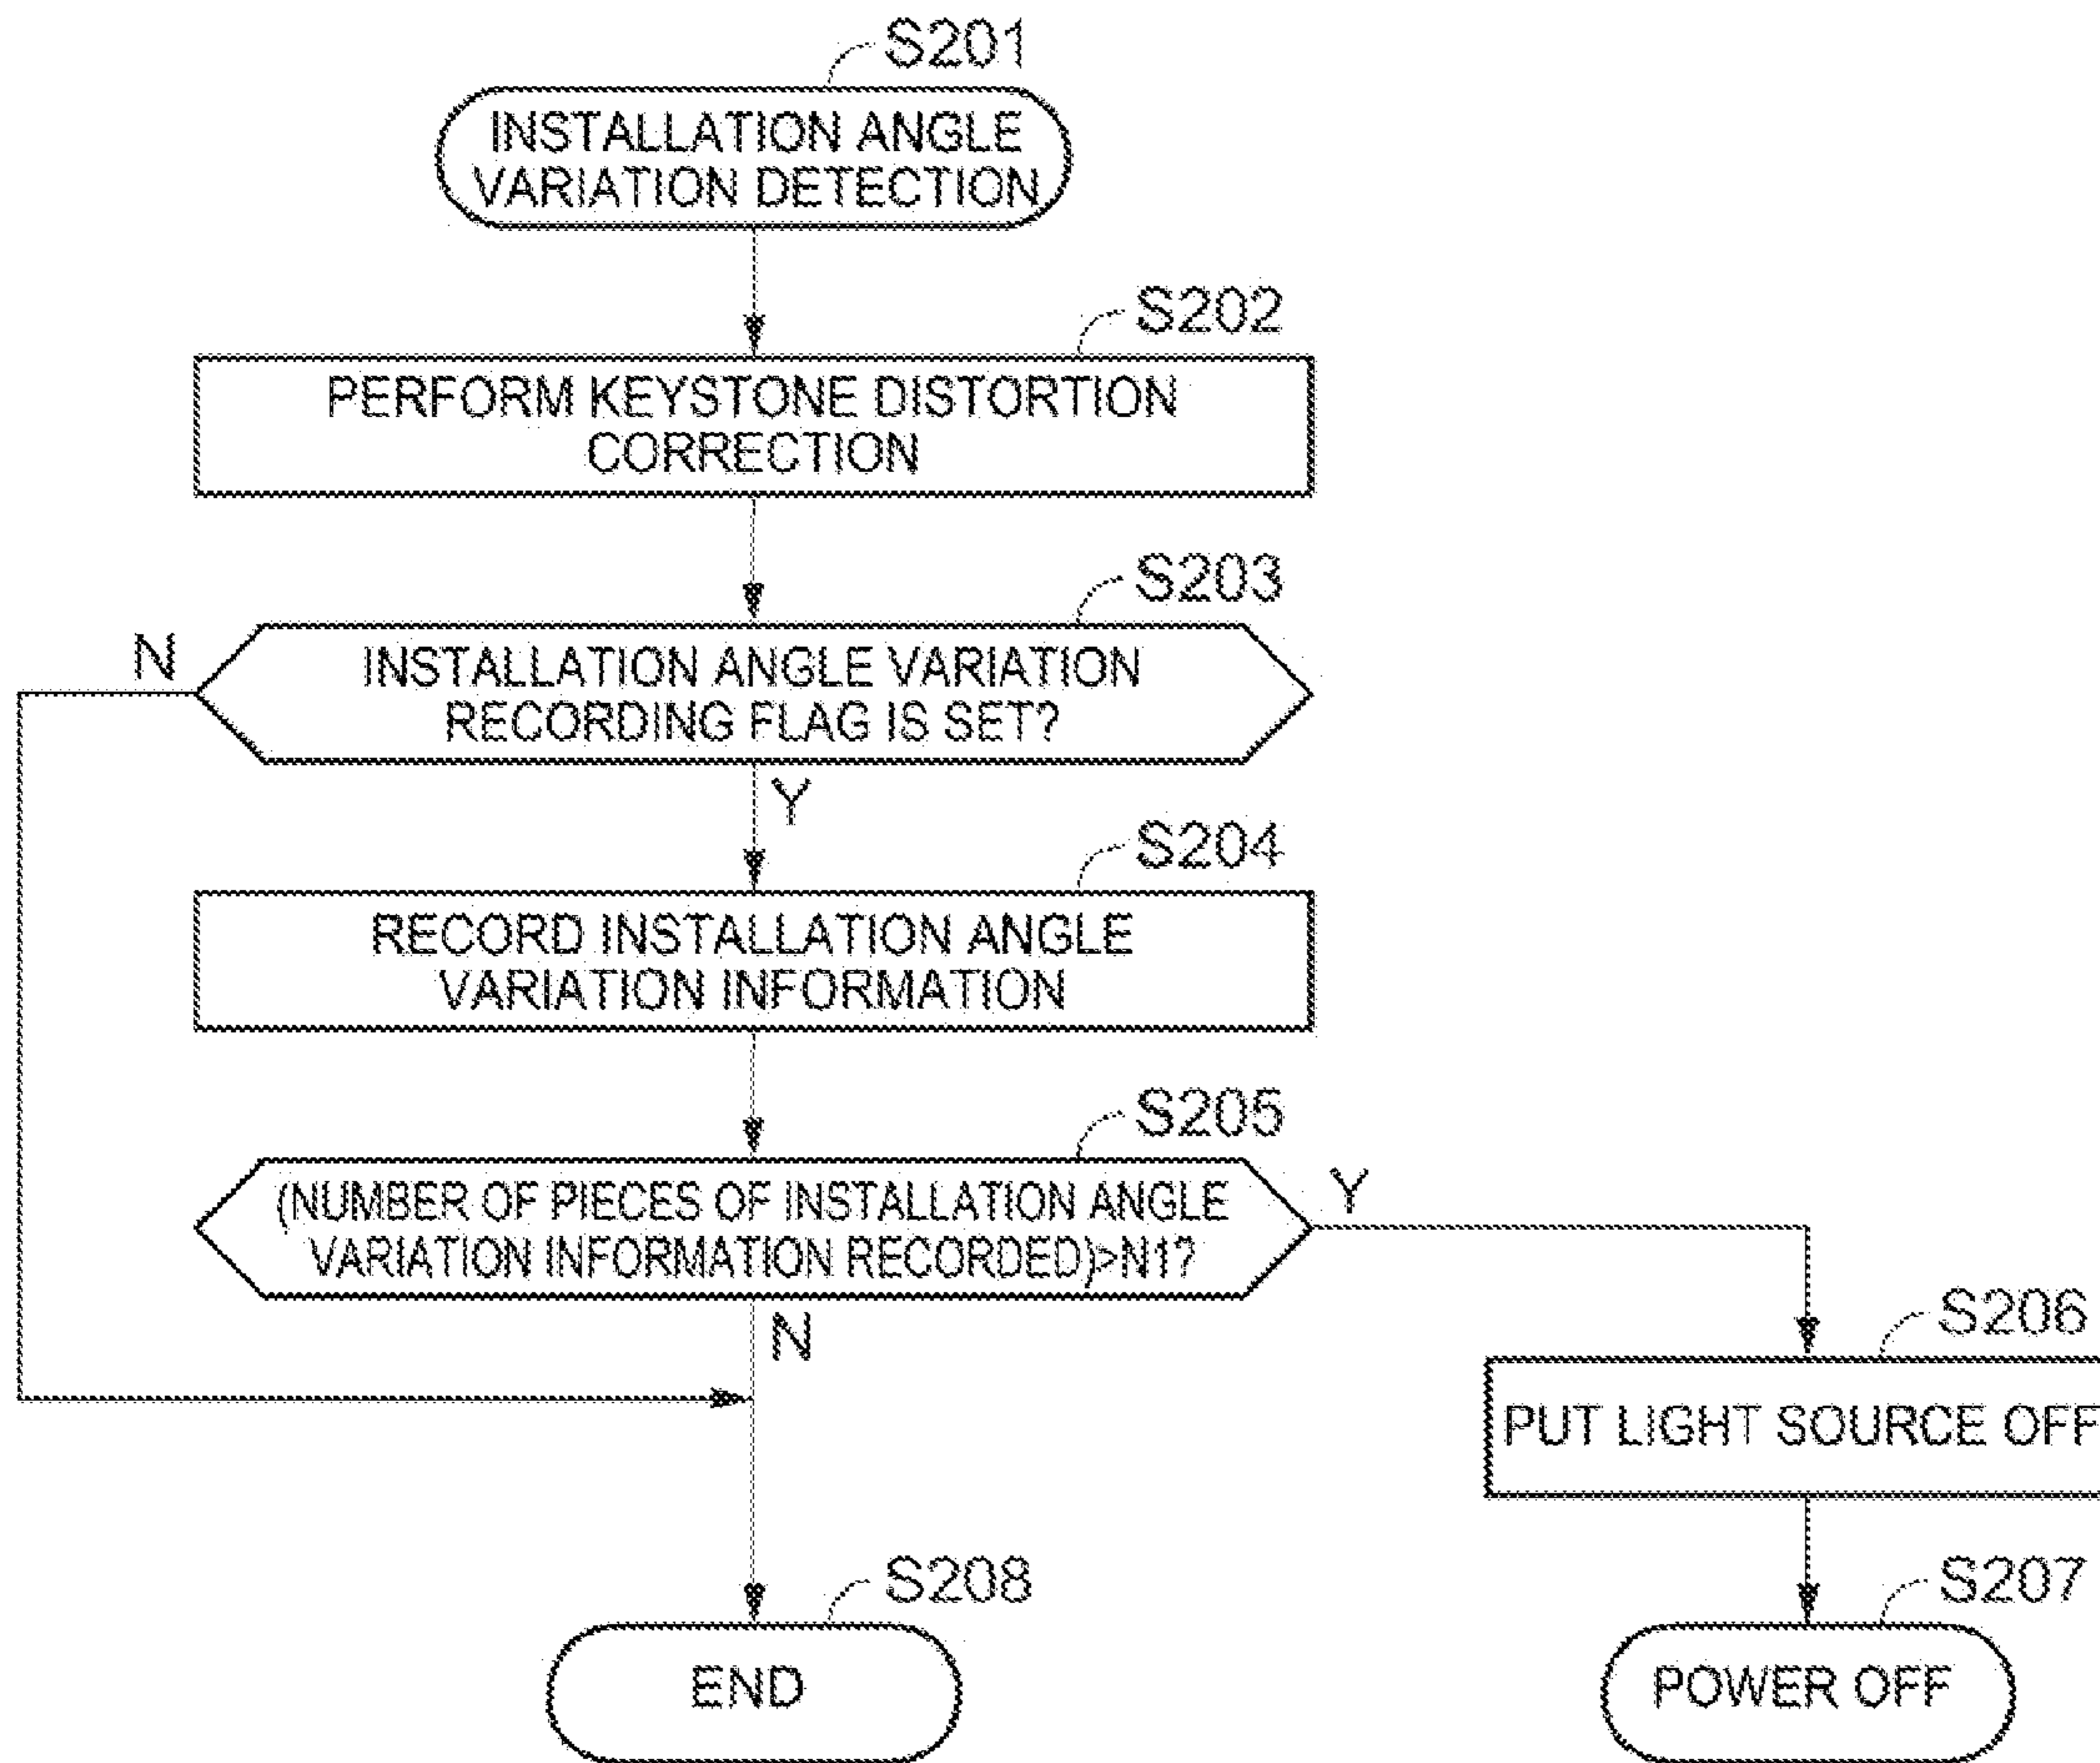 S201
INSTALLATION ANGLE
VARIATION DETECTION
S202
PERFORM KEYSTONE DISTORTION
CORRECTION
S203
N
INSTALLATION ANGLE VARIATION
RECORDING FLAG IS SET?
Y
S204
RECORD INSTALLATION ANGLE
VARIATION INFORMATION
S205
(NUMBER OF PIECES OF INSTALLATION ANGLE
VARIATION INFORMATION RECORDED)>N1?
Y
N
S206
PUT LIGHT SOURCE OFF
S208
END
S207
POWER OFF